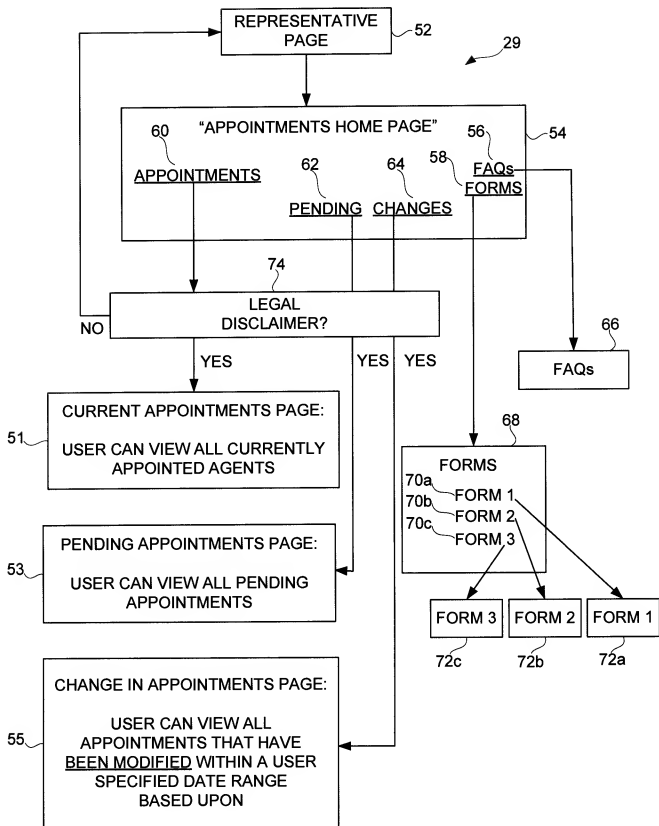 REPRESENTATIVE
PAGE
52
29
"APPOINTMENTS HOME PAGE"
54
60
APPOINTMENTS
62
PENDING
64
CHANGES
56
FAQs
58
FORMS
74
LEGAL
DISCLAIMER?
NO
YES
YES
YES
66
FAQs
51
CURRENT APPOINTMENTS PAGE:
USER CAN VIEW ALL CURRENTLY
APPOINTED AGENTS
68
FORMS
70a
FORM 1
70b
FORM 2
70c
FORM 3
53
PENDING APPOINTMENTS PAGE:
USER CAN VIEW ALL PENDING
APPOINTMENTS
FORM 3
FORM 2
FORM 1
72c
72b
72a
55
CHANGE IN APPOINTMENTS PAGE:
USER CAN VIEW ALL
APPOINTMENTS THAT HAVE
BEEN MODIFIED WITHIN A USER
SPECIFIED DATE RANGE
BASED UPON